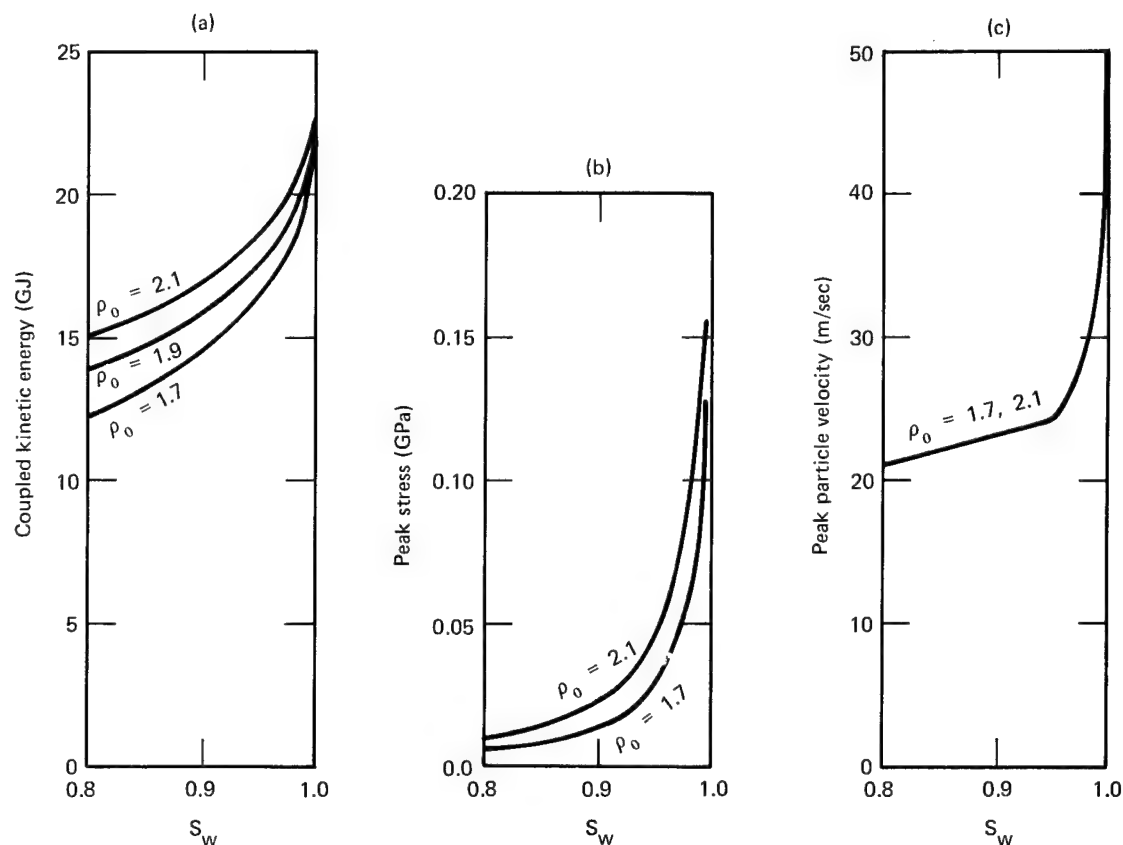 (a)
25
20
15
10
5
0
0.8
0.9
1.0
S_w
Coupled kinetic energy (GJ)
ρ₀ = 2.1
ρ₀ = 1.9
ρ₀ = 1.7
(b)
0.20
0.15
0.10
0.05
0.0
0.8
0.9
1.0
S_w
Peak stress (GPa)
ρ₀ = 2.1
ρ₀ = 1.7
(c)
50
40
30
20
10
0
0.8
0.9
1.0
S_w
Peak particle velocity (m/sec)
ρ₀ = 1.7, 2.1